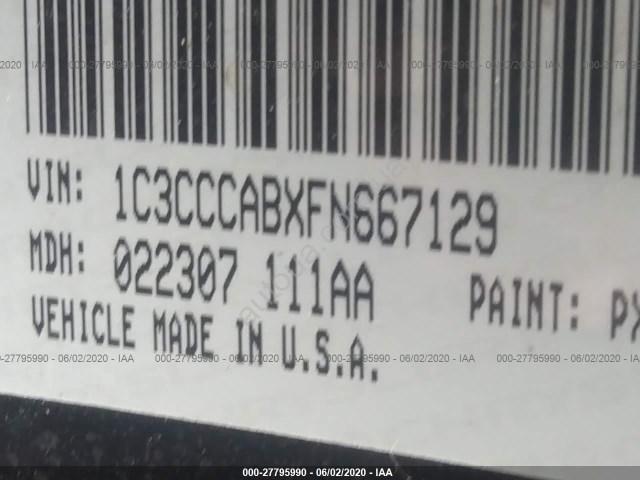 VIN: 1C3CCCABXFN667129
MDH: 022307 111AA PAINT: PX
VEHICLE MADE IN U.S.A.
000-27795990 - 06/02/2020 - IAA